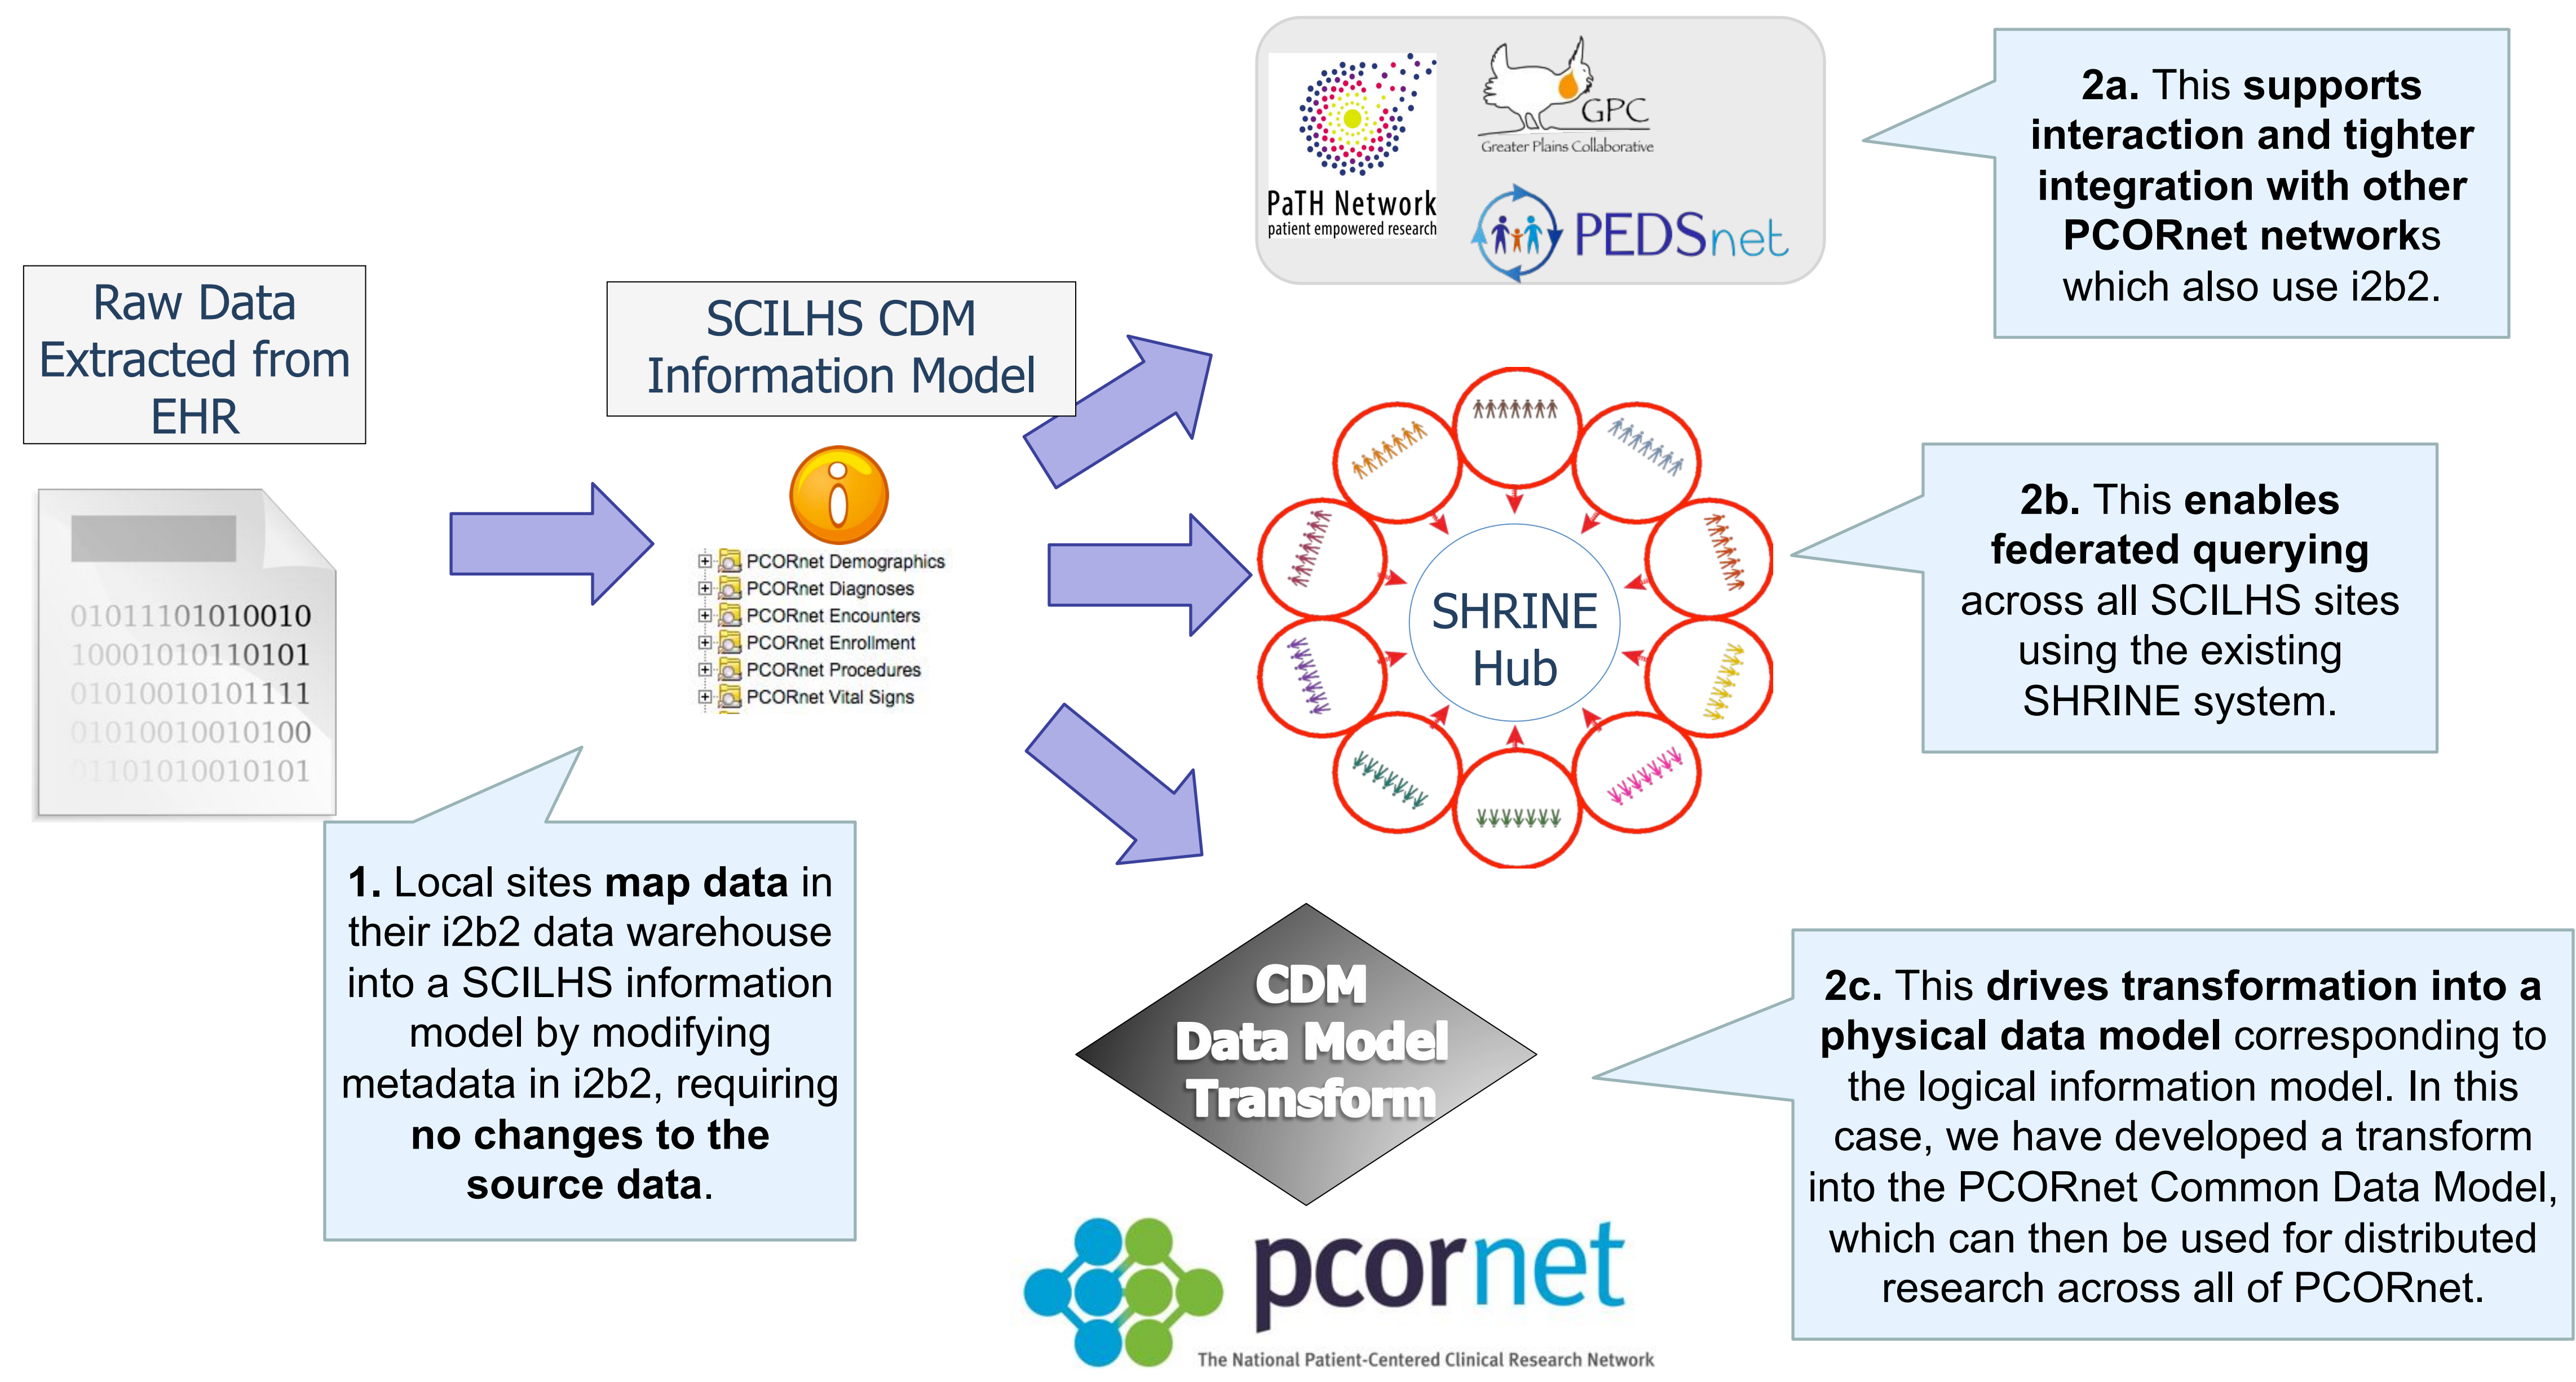 Raw Data
Extracted from
EHR
01011101010010
10001010110101
01010010101111
01010010010100
01101010010101
1. Local sites map data in
their i2b2 data warehouse
into a SCILHS information
model by modifying
metadata in i2b2, requiring
no changes to the
source data.
SCILHS CDM
Information Model
PCORnet Demographics
PCORnet Diagnoses
PCORnet Encounters
PCORnet Enrollment
PCORnet Procedures
PCORnet Vital Signs
PaTH Network
patient empowered research
GPC
Greater Plains Collaborative
PEDSnet
2a. This supports
interaction and tighter
integration with other
PCORnet networks
which also use i2b2.
SHRINE
Hub
2b. This enables
federated querying
across all SCILHS sites
using the existing
SHRINE system.
CDM
Data Model
Transform
pcornet
The National Patient-Centered Clinical Research Network
2c. This drives transformation into a
physical data model corresponding to
the logical information model. In this
case, we have developed a transform
into the PCORnet Common Data Model,
which can then be used for distributed
research across all of PCORnet.